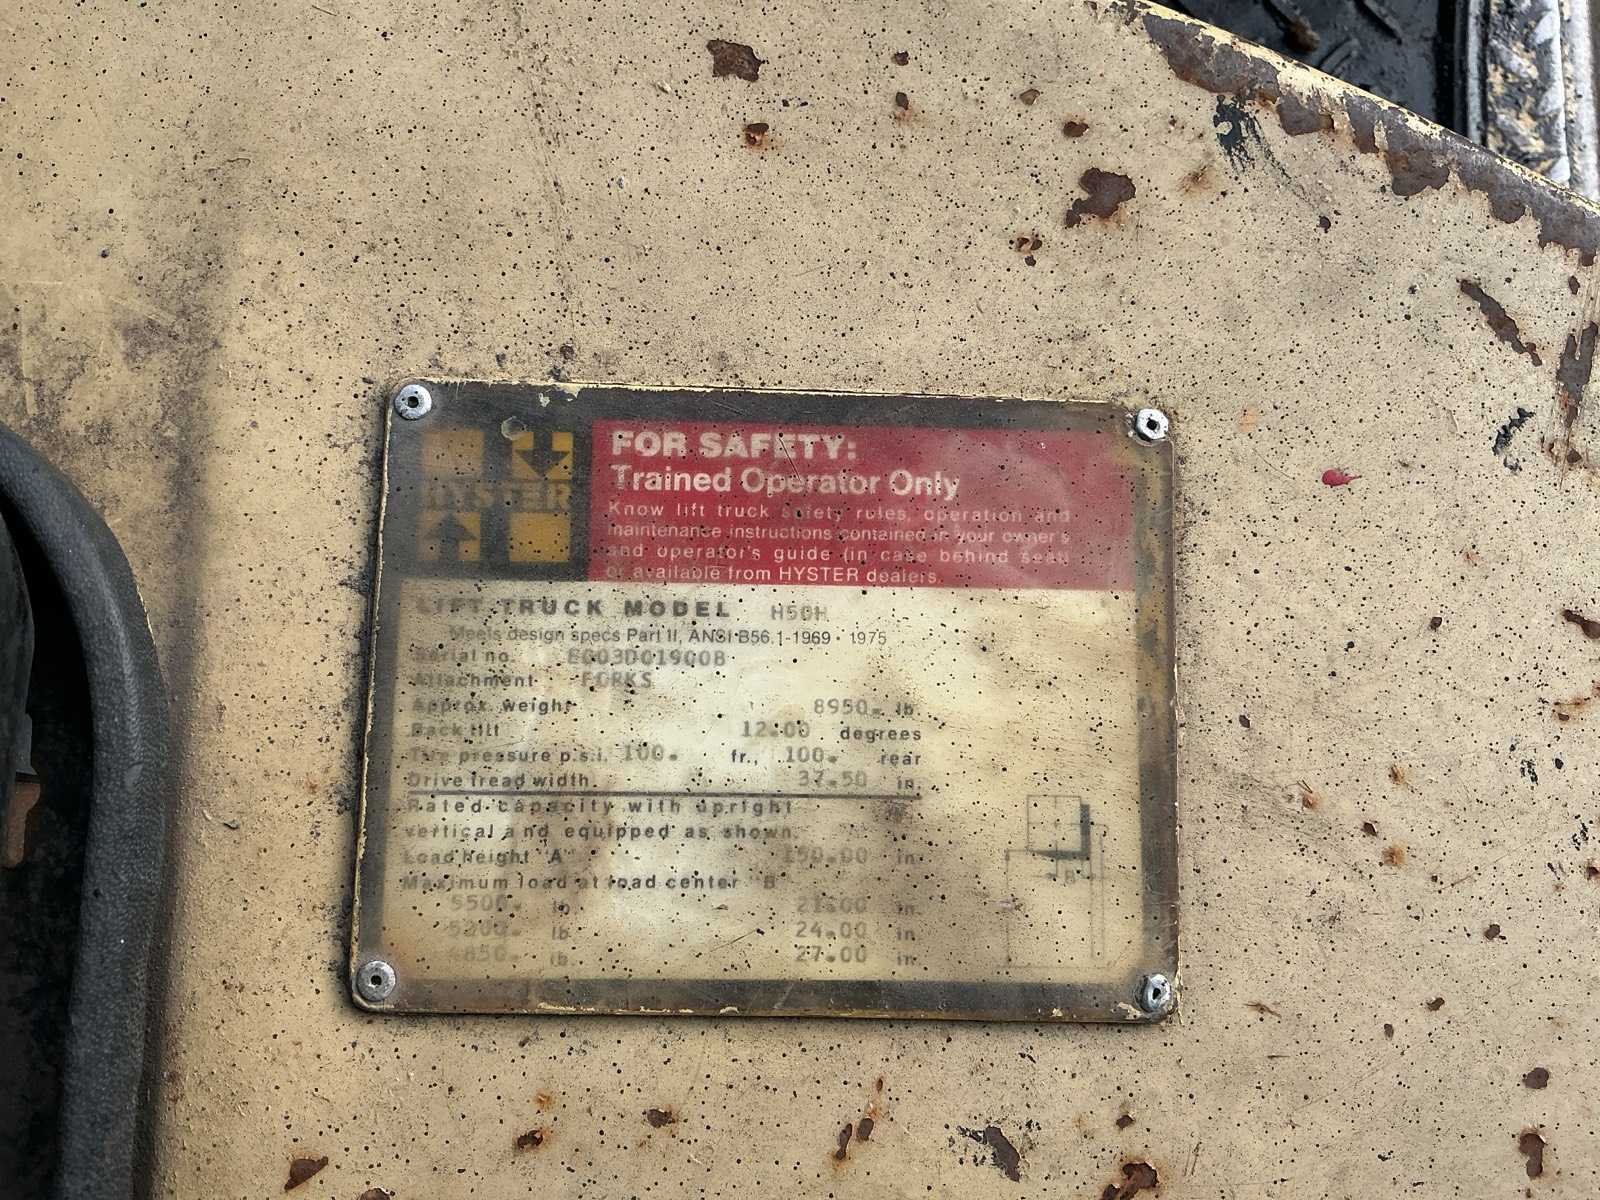 HYSTER
FOR SAFETY:
Trained Operator Only
Know lift truck safety rules, operation and
maintenance instructions contained in your owner's
and operator's guide (in case behind seat)
or available from HYSTER dealers.
LIFT TRUCK MODEL H50H
Meets design specs Part II, ANSI B56.1-1969 • 1975
Serial no.
Attachment FORKS
Approx. weight 8950. lb.
Back tilt 12.00 degrees
Tire pressure p.s.i. 100. fr., 100. rear
Drive tread width. 37.50 in.
Rated capacity with upright
vertical and equipped as shown.
Load height "A" 150.00 in.
Maximum load at load center "B"
5500. lb. 21.00 in.
5200. lb. 24.00 in.
4850. lb. 27.00 in.
B